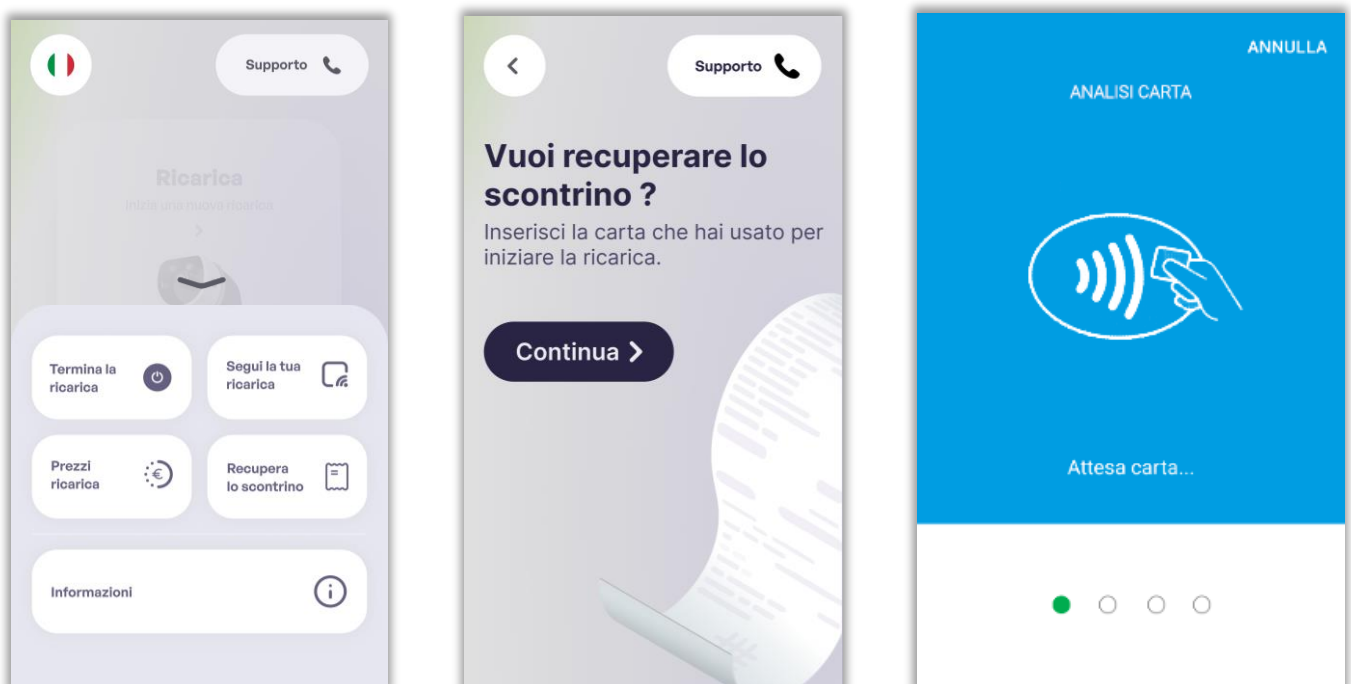 Supporto
Ricarica
Inizia una nuova ricarica
Termina la
ricarica
Segui la tua
ricarica
Prezzi
ricarica
Recupera
lo scontrino
Informazioni
Supporto
Vuoi recuperare lo
scontrino ?
Inserisci la carta che hai usato per
iniziare la ricarica.
Continua
ANNULLA
ANALISI CARTA
Attesa carta...